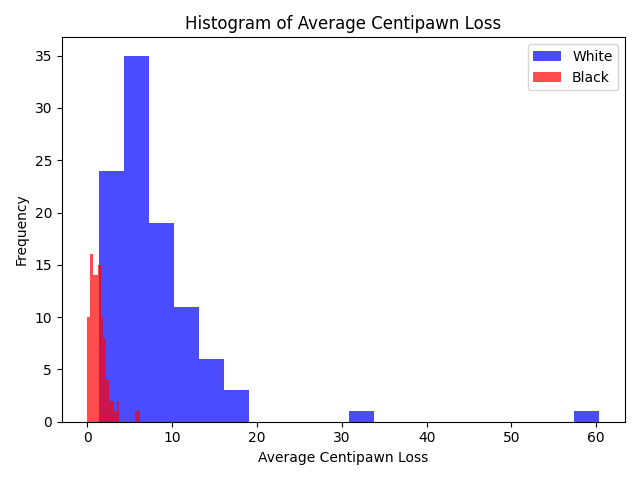 Histogram of Average Centipawn Loss
White
Black
Frequency
35
30
25
20
15
10
5
0
0 10 20 30 40 50 60
Average Centipawn Loss